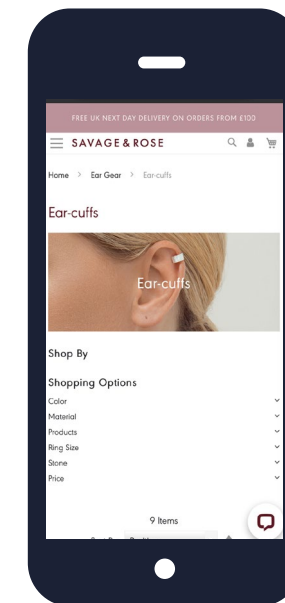 FREE UK NEXT DAY DELIVERY ON ORDERS FROM £100
SAVAGE & ROSE
Home > Ear Gear > Ear-cuffs
Ear-cuffs
Ear-cuffs
Shop By
Shopping Options
Color
Material
Products
Ring Size
Stone
Price
9 Items